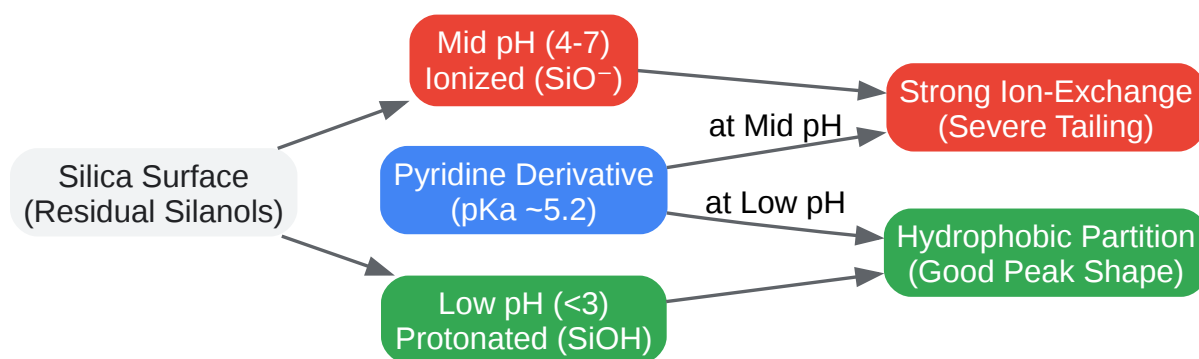 Silica Surface
(Residual Silanols)
Mid pH (4-7)
Ionized (SiO⁻)
Pyridine Derivative
(pKa ~5.2)
Low pH (<3)
Protonated (SiOH)
at Mid pH
at Low pH
Strong Ion-Exchange
(Severe Tailing)
Hydrophobic Partition
(Good Peak Shape)